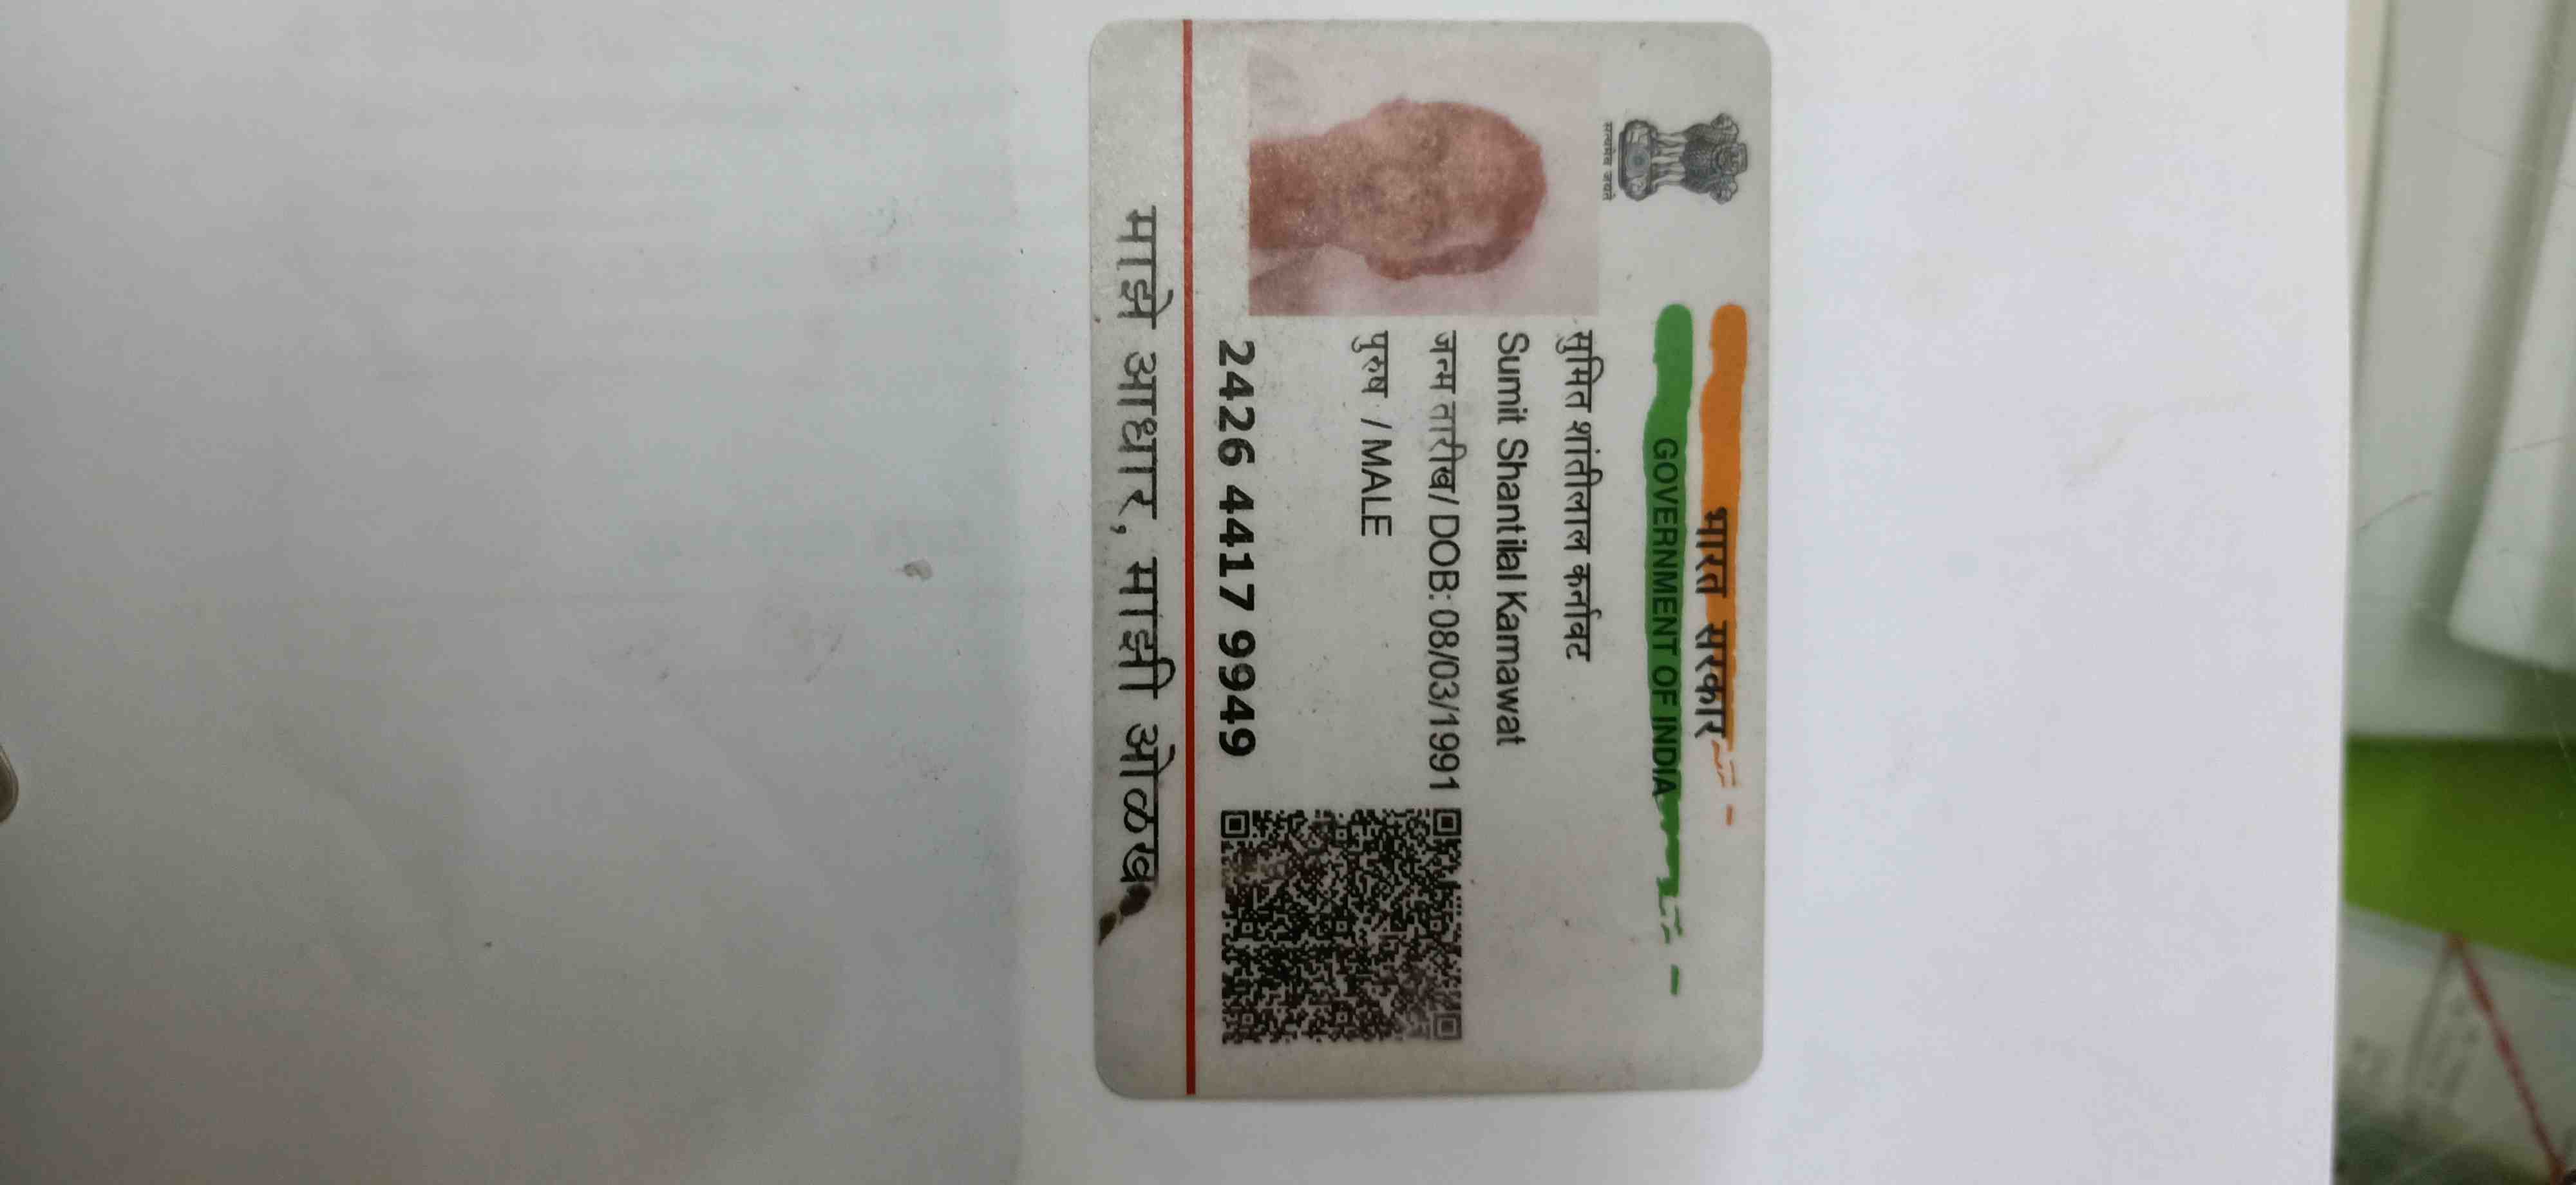 भारत सरकार
GOVERNMENT OF INDIA
सत्यमेव जयते
सुमित शांतीलाल कर्नावट
Sumit Shantilal Karnawat
जन्म तारीख/ DOB: 08/03/1991
पुरुष / MALE
2426 4417 9949
माझे आधार, माझी ओळख